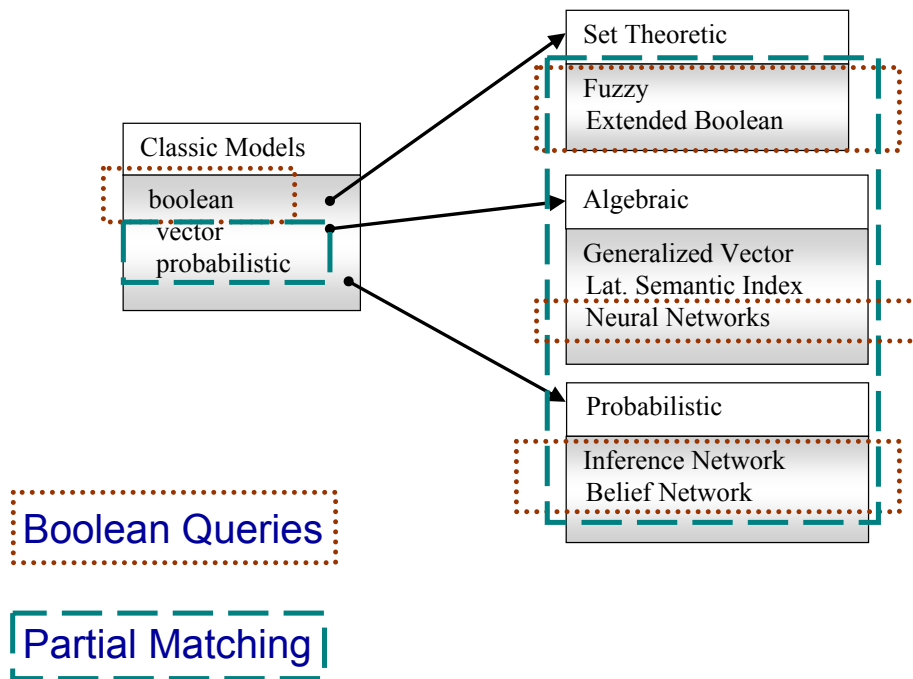 Classic Models
boolean
vector
probabilistic
Set Theoretic
Fuzzy
Extended Boolean
Algebraic
Generalized Vector
Lat. Semantic Index
Neural Networks
Probabilistic
Inference Network
Belief Network
Boolean Queries
Partial Matching